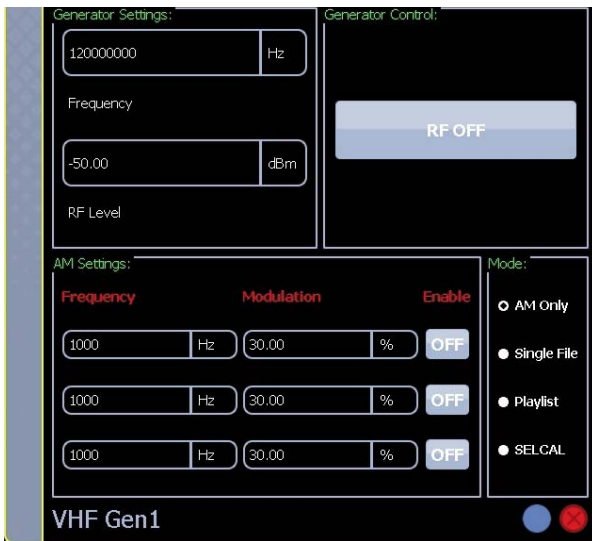 Generator Settings:
Generator Control:
120000000 Hz
Frequency
RF OFF
-50.00 dBm
RF Level
AM Settings:
Mode:
Frequency Modulation Enable
AM Only
1000 Hz 30.00 % OFF
Single File
1000 Hz 30.00 % OFF
Playlist
1000 Hz 30.00 % OFF
SELCAL
VHF Gen1